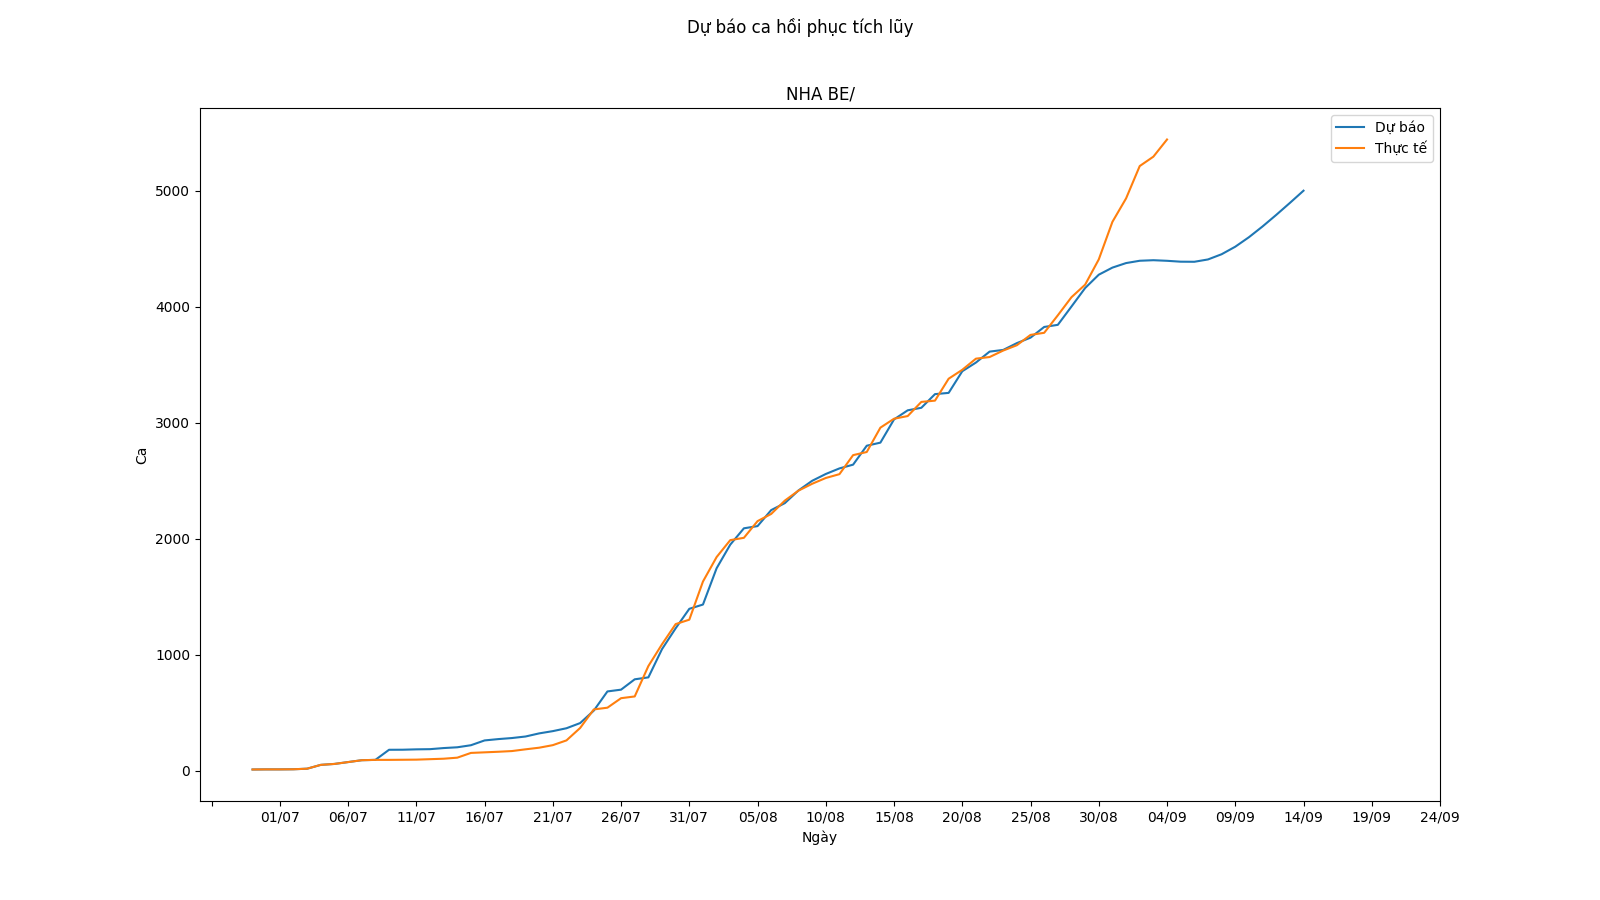 Dự báo ca hồi phục tích lũy
NHA BE/
Dự báo
Thực tế
5000
4000
3000
2000
1000
0
Ca
01/07 06/07 11/07 16/07 21/07 26/07 31/07 05/08 10/08 15/08 20/08 25/08 30/08 04/09 09/09 14/09 19/09 24/09
Ngày